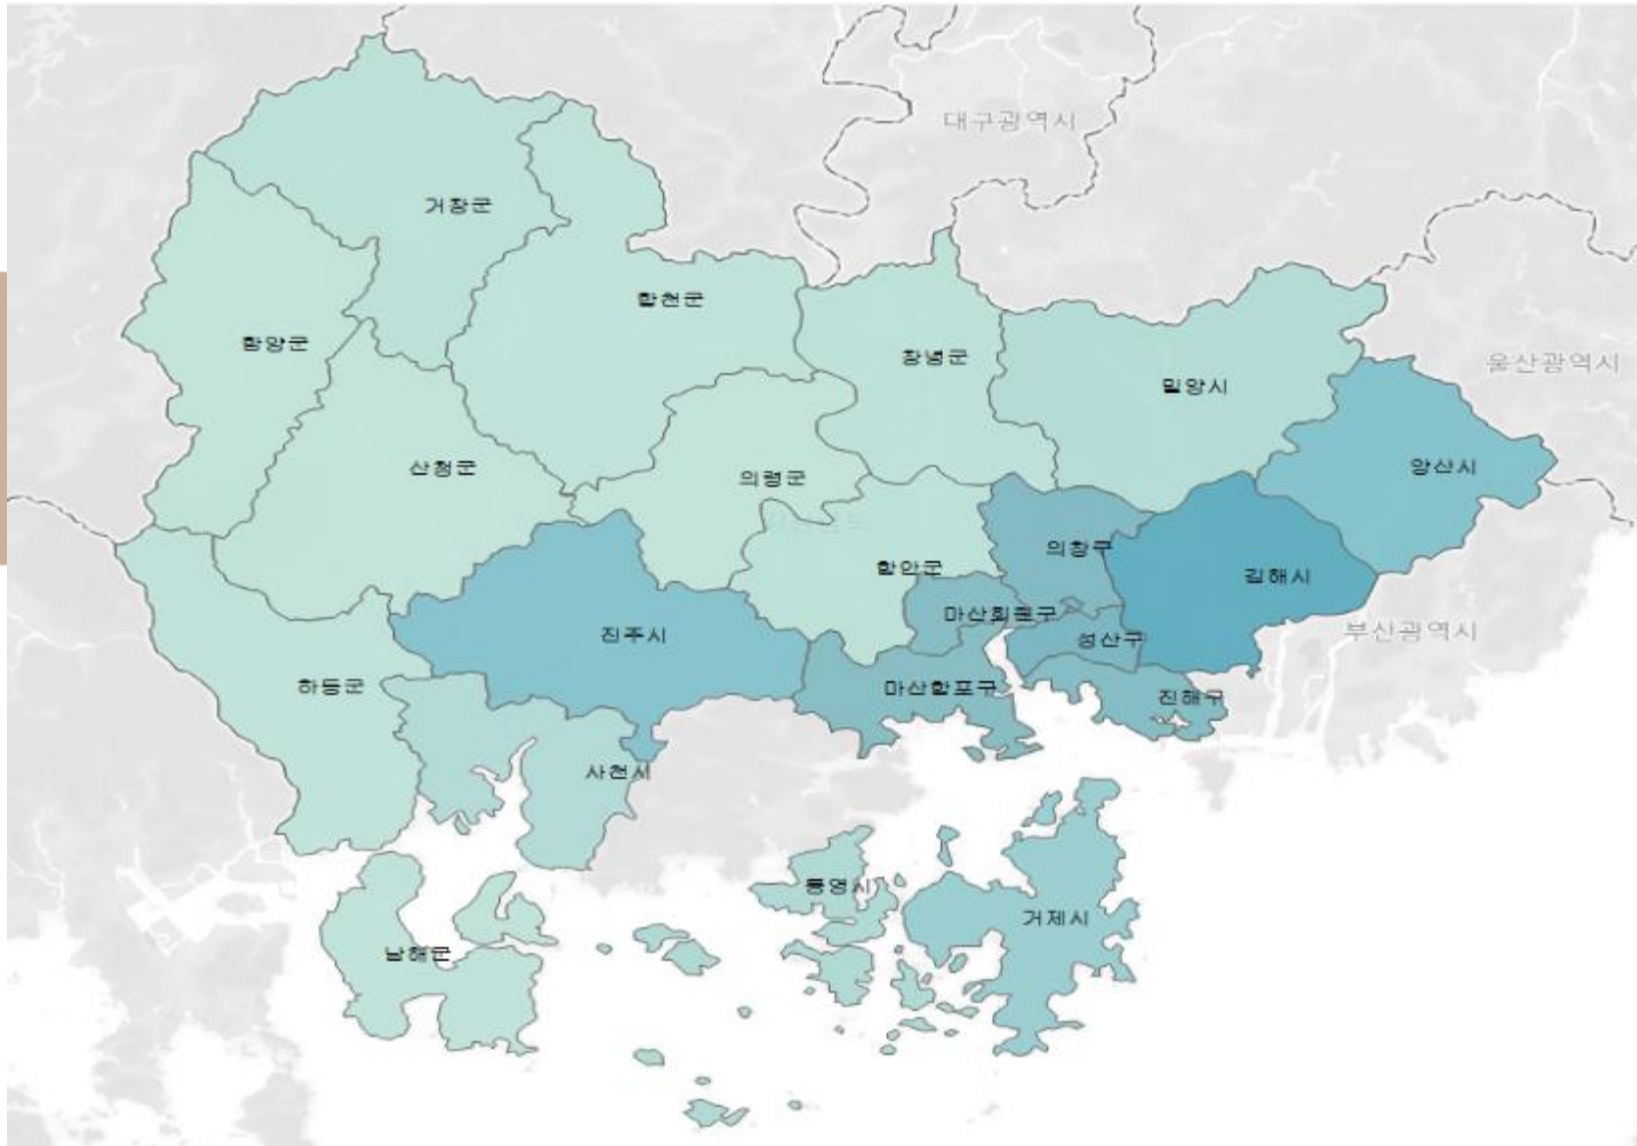 대구광역시
거창군
합천군
함양군
창녕군
울산광역시
밀양시
산청군
양산시
의령군
의창구
함안군
김해시
마산회원구
진주시
성산구
부산광역시
하동군
마산합포구
진해구
사천시
통영시
거제시
남해군